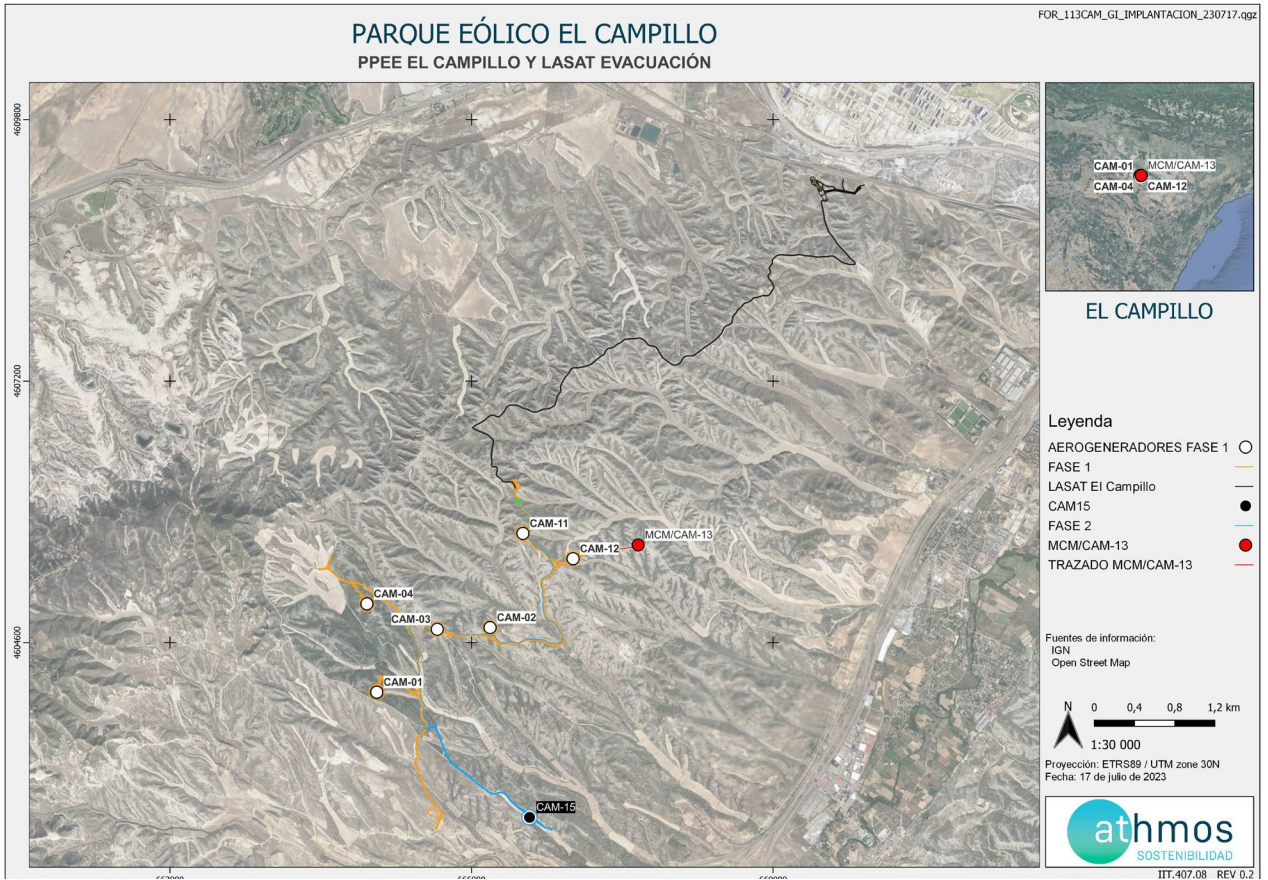 FOR_113CAM_GI_IMPLANTACION_230717.qgz
PARQUE EÓLICO EL CAMPILLO
PPEE EL CAMPILLO Y LASAT EVACUACIÓN
4609800
4607200
4604600
CAM-11
CAM-12
MCM/CAM-13
CAM-04
CAM-03
CAM-02
CAM-01
CAM-15
660000
CAM-01 MCM/CAM-13
CAM-04 CAM-12
EL CAMPILLO
Leyenda
AEROGENERADORES FASE 1
FASE 1
LASAT El Campillo
CAM15
FASE 2
MCM/CAM-13
TRAZADO MCM/CAM-13
Fuentes de información:
IGN
Open Street Map
N
0 0,4 0,8 1,2 km
1:30 000
Proyección: ETRS89 / UTM zone 30N
Fecha: 17 de julio de 2023
athmos
SOSTENIBILIDAD
IIT.407.08 REV 0.2